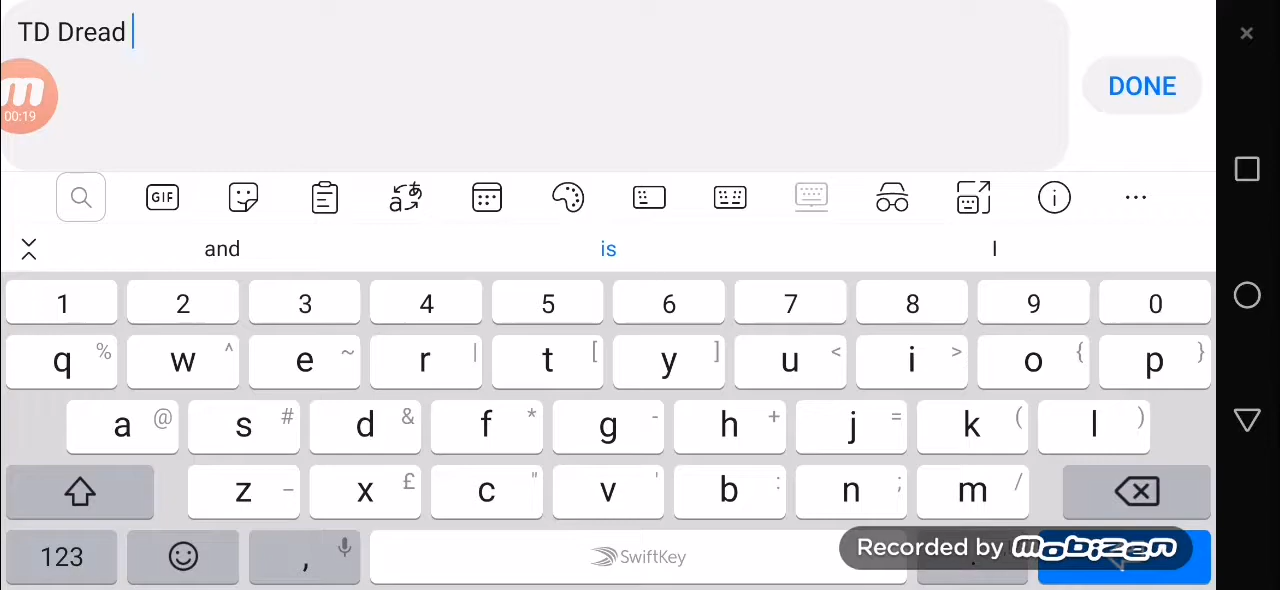 TD Dread
m
00:19
DONE
GIF
and is I
1 2 3 4 5 6 7 8 9 0
q % w ^ e ~ r | t [ y ] u < i > o { p }
a @ s # d & f * g - h + j = k ( l )
z _ x £ c " v ' b : n ; m /
123 , SwiftKey .
Recorded by mobizen